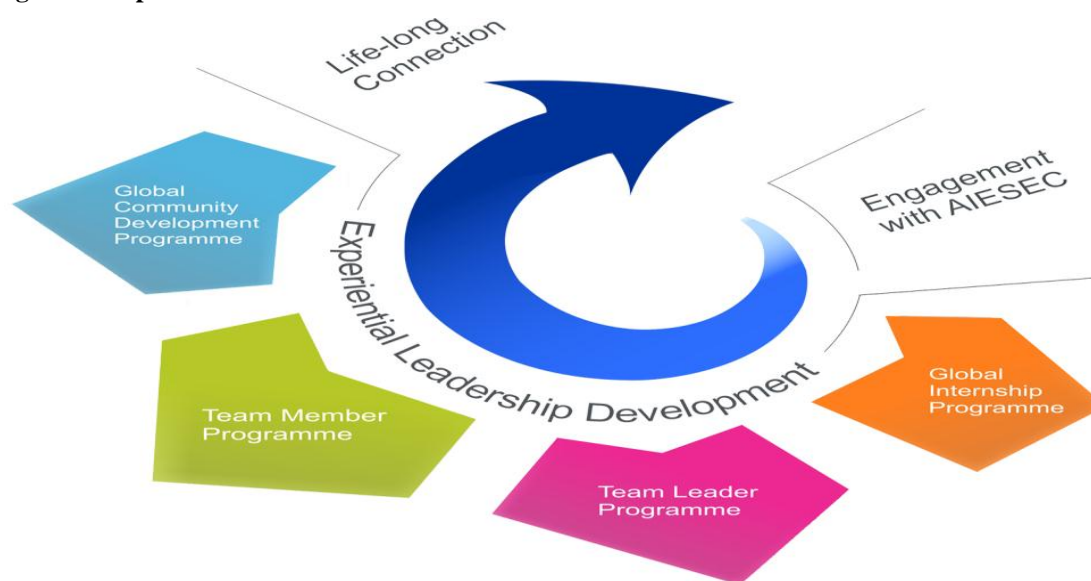 Life-long
Connection
Engagement
with AIESEC
Experiential Leadership Development
Global
Community
Development
Programme
Team Member
Programme
Team Leader
Programme
Global
Internship
Programme